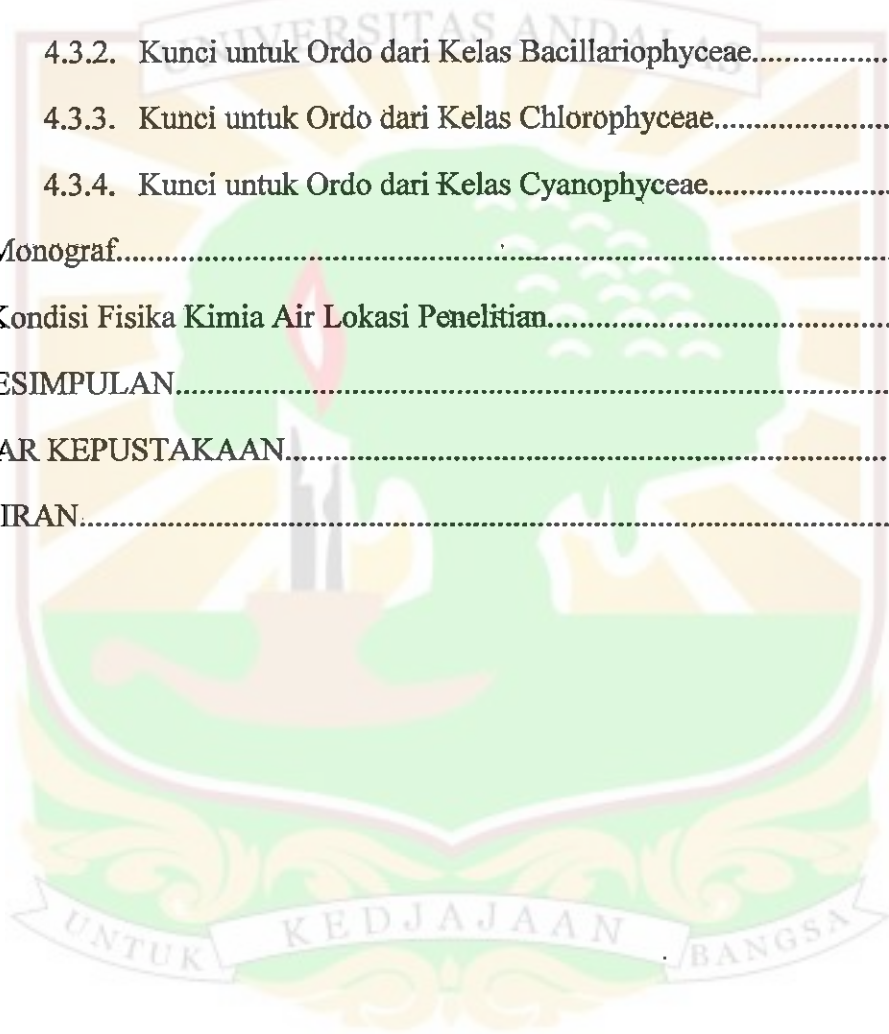 UNIVERSITAS ANDALAS
4.3.2. Kunci untuk Ordo dari Kelas Bacillariophyceae..................
4.3.3. Kunci untuk Ordo dari Kelas Chlorophyceae.......................
4.3.4. Kunci untuk Ordo dari Kelas Cyanophyceae.......................
Monograf...............................................................................
Kondisi Fisika Kimia Air Lokasi Penelitian...................................
ESIMPULAN..........................................................................
AR KEPUSTAKAAN...............................................................
IRAN.....................................................................................
UNTUK KEDJAJAAN BANGSA